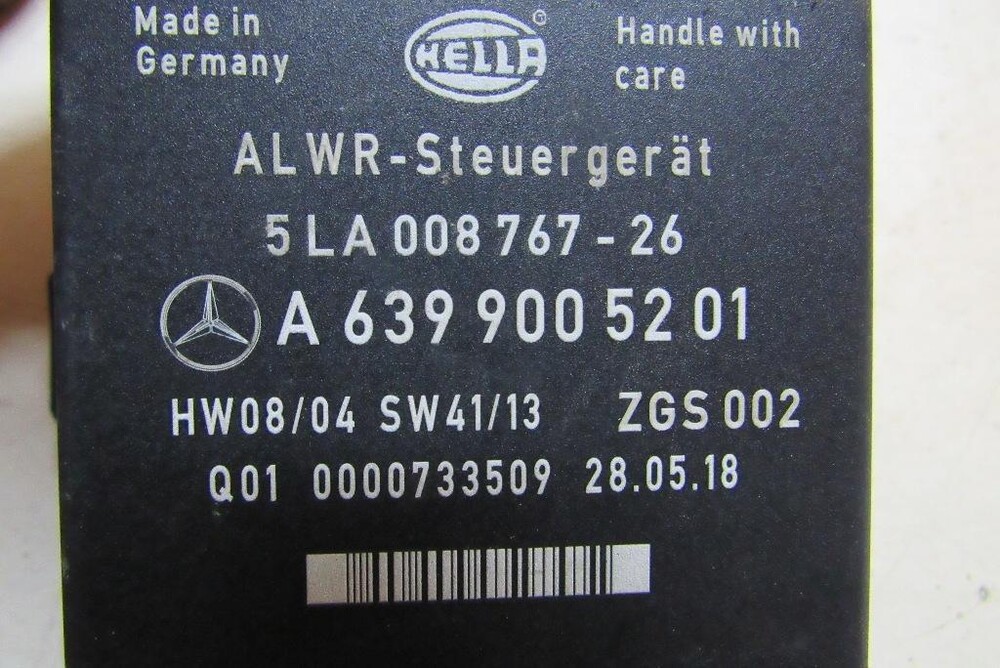 Made in
Germany
HELLA
®
Handle with
care
ALWR-Steuergerät
5LA 008 767 - 26
A 639 900 52 01
HW08/04 SW41/13 ZGS 002
Q01 0000733509 28.05.18